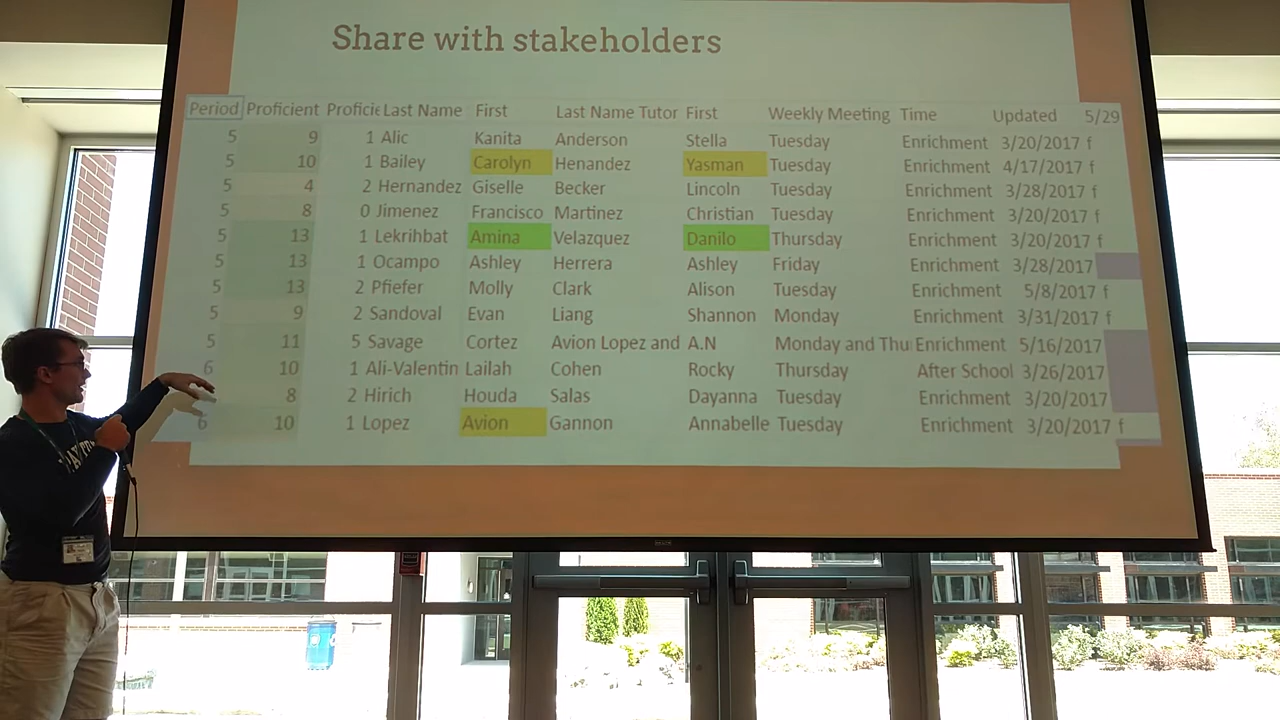 Share with stakeholders
Period Proficient Proficie Last Name First Last Name Tutor First Weekly Meeting Time Updated 5/29
5 9 1 Alic Kanita Anderson Stella Tuesday Enrichment 3/20/2017 f
5 10 1 Bailey Carolyn Henandez Yasman Tuesday Enrichment 4/17/2017 f
5 4 2 Hernandez Giselle Becker Lincoln Tuesday Enrichment 3/28/2017 f
5 8 0 Jimenez Francisco Martinez Christian Tuesday Enrichment 3/20/2017 f
5 13 1 Lekrihbat Amina Velazquez Danilo Thursday Enrichment 3/20/2017 f
5 13 1 Ocampo Ashley Herrera Ashley Friday Enrichment 3/28/2017
5 13 2 Pfiefer Molly Clark Alison Tuesday Enrichment 5/8/2017 f
5 9 2 Sandoval Evan Liang Shannon Monday Enrichment 3/31/2017 f
5 11 5 Savage Cortez Avion Lopez and A.N Monday and Thu Enrichment 5/16/2017
6 10 1 Ali-Valentin Lailah Cohen Rocky Thursday After School 3/26/2017
8 2 Hirich Houda Salas Dayanna Tuesday Enrichment 3/20/2017
6 10 1 Lopez Avion Gannon Annabelle Tuesday Enrichment 3/20/2017 f